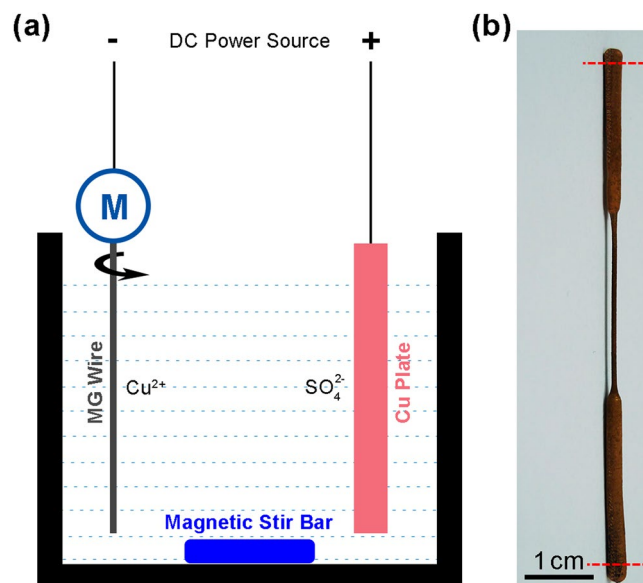 (a)
- DC Power Source +
M
MG Wire
Cu²⁺
SO₄²⁻
Cu Plate
Magnetic Stir Bar
(b)
1 cm